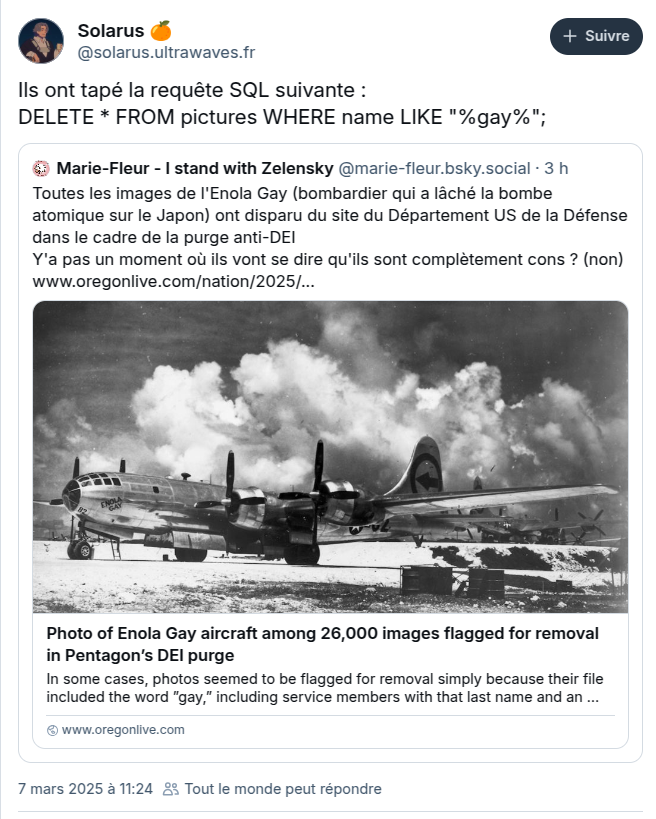 Solarus 🍊
@solarus.ultrawaves.fr
+ Suivre
Ils ont tapé la requête SQL suivante :
DELETE * FROM pictures WHERE name LIKE "%gay%";
Marie-Fleur - I stand with Zelensky @marie-fleur.bsky.social · 3 h
Toutes les images de l'Enola Gay (bombardier qui a lâché la bombe
atomique sur le Japon) ont disparu du site du Département US de la Défense
dans le cadre de la purge anti-DEI
Y'a pas un moment où ils vont se dire qu'ils sont complètement cons ? (non)
www.oregonlive.com/nation/2025/...
ENOLA
GAY
Photo of Enola Gay aircraft among 26,000 images flagged for removal
in Pentagon’s DEI purge
In some cases, photos seemed to be flagged for removal simply because their file
included the word ”gay,” including service members with that last name and an ...
www.oregonlive.com
7 mars 2025 à 11:24 Tout le monde peut répondre